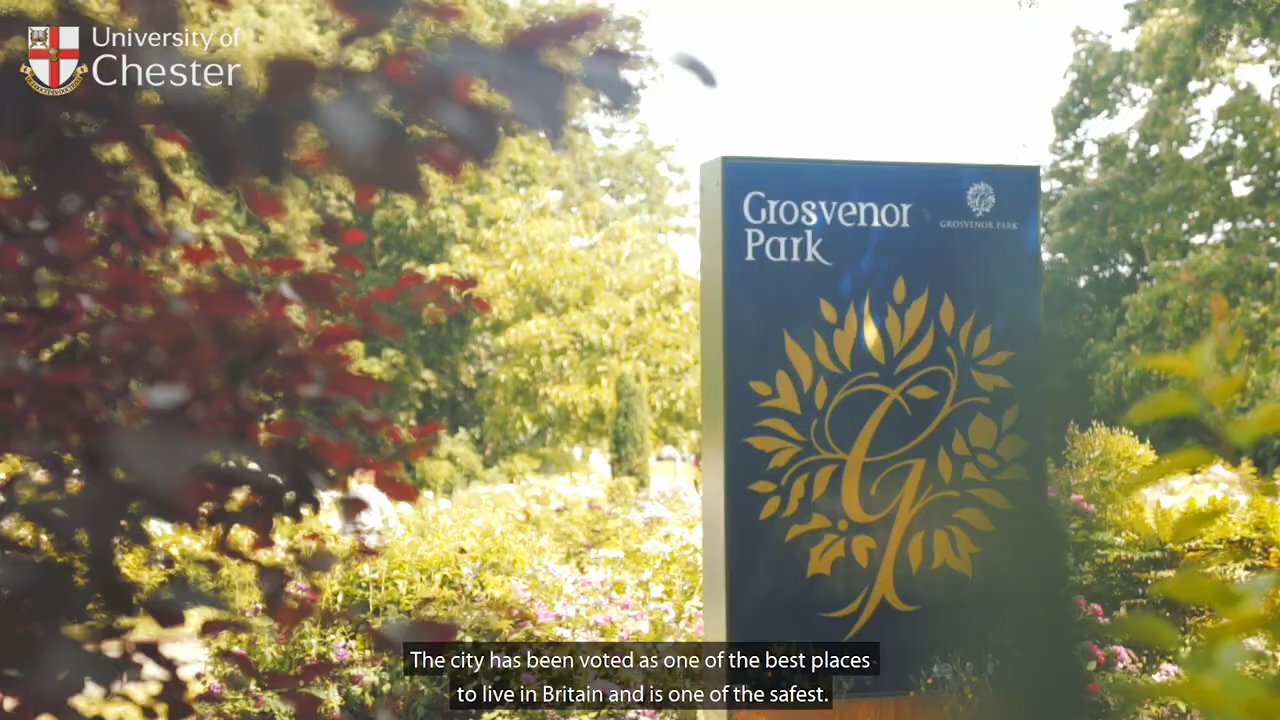 University of
Chester
Grosvenor
Park
GROSVENOR PARK
G
The city has been voted as one of the best places
to live in Britain and is one of the safest.